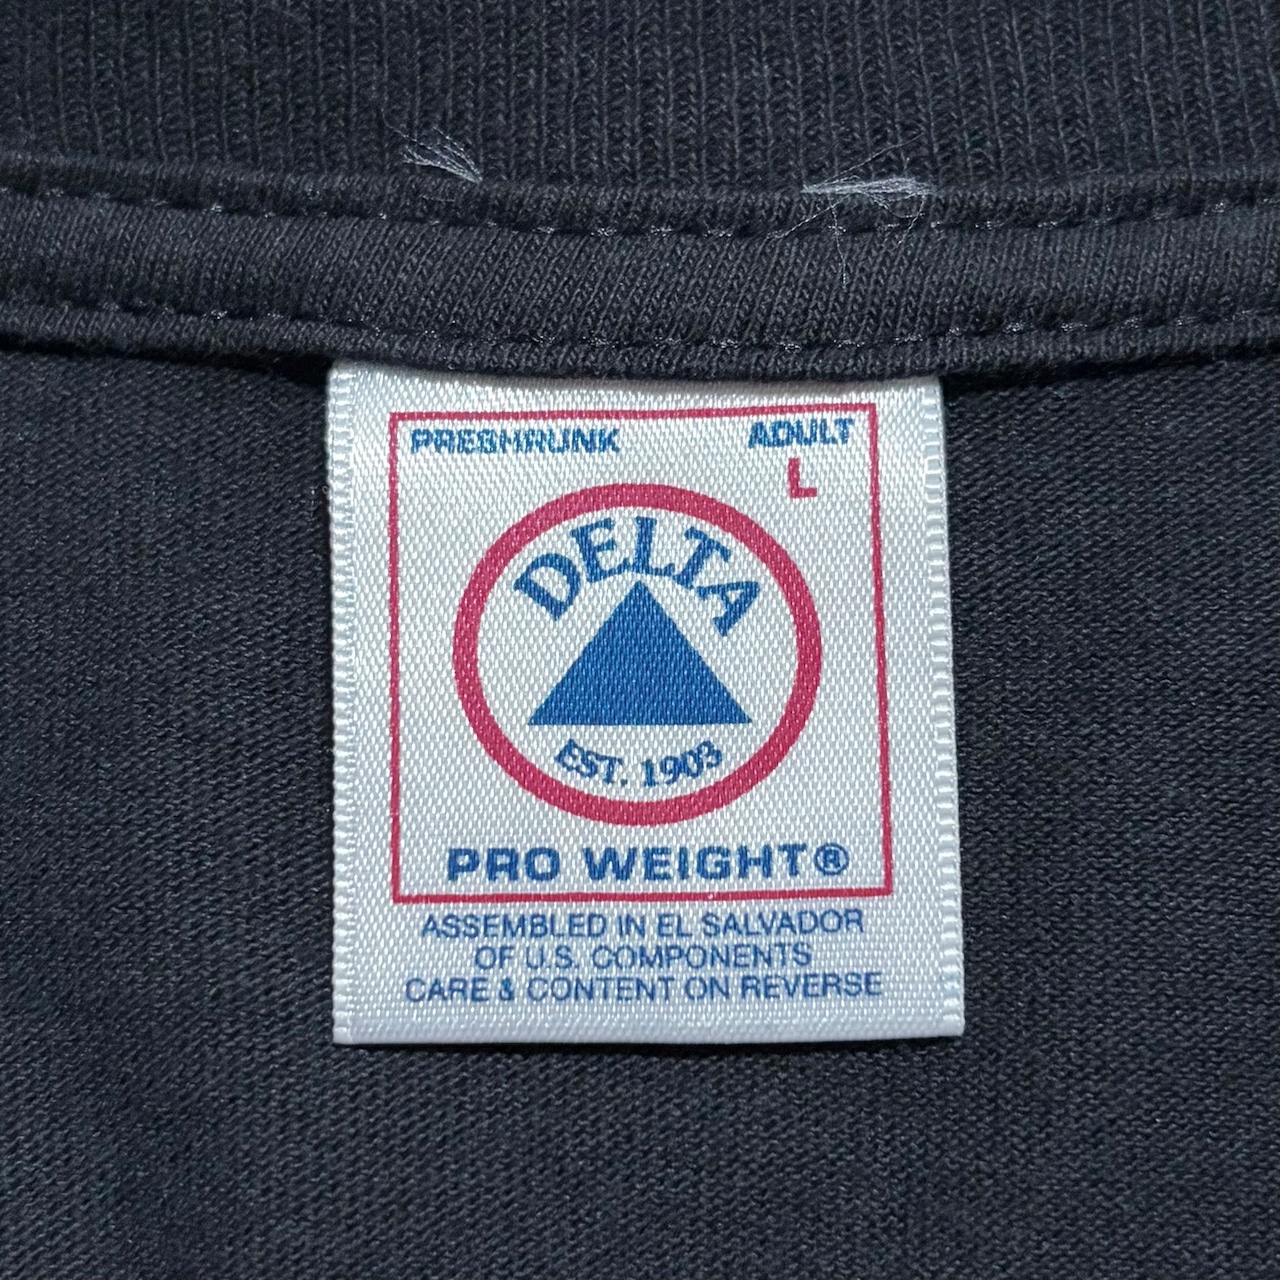 PRESHRUNK ADULT
L
DELTA
EST. 1903
PRO WEIGHT®
ASSEMBLED IN EL SALVADOR
OF U.S. COMPONENTS
CARE & CONTENT ON REVERSE